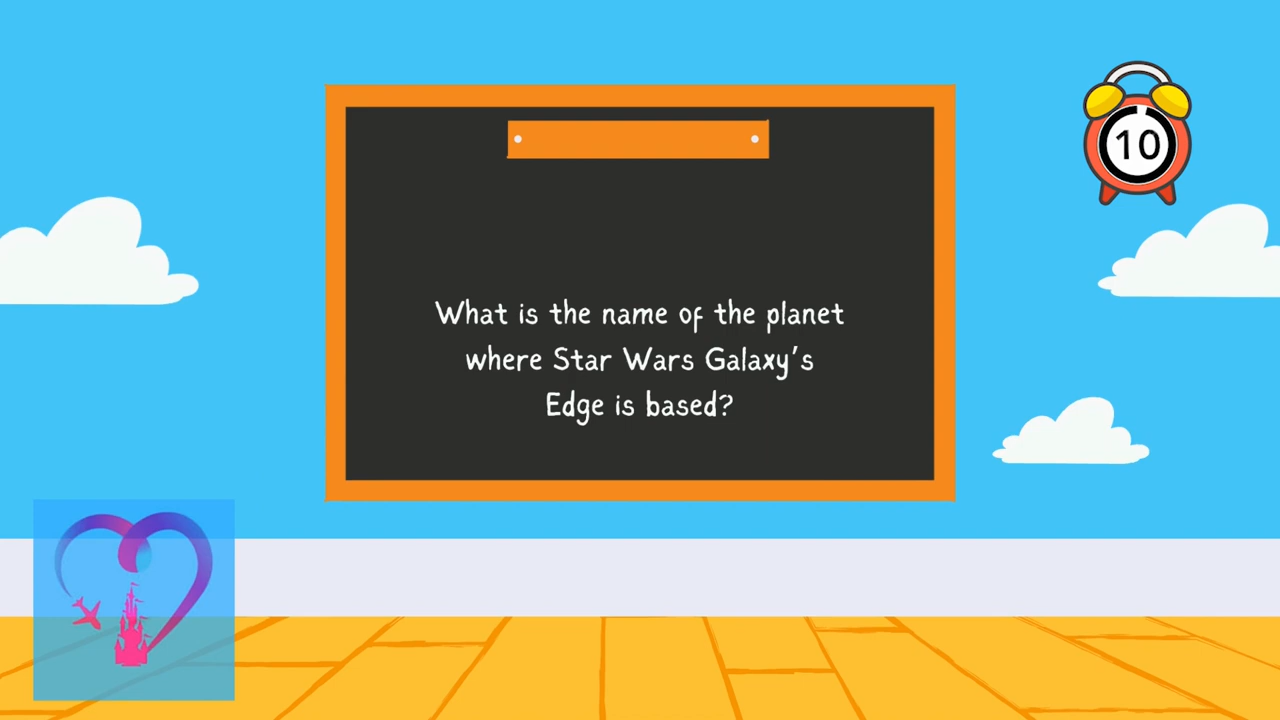 10
What is the name of the planet
where Star Wars Galaxy's
Edge is based?